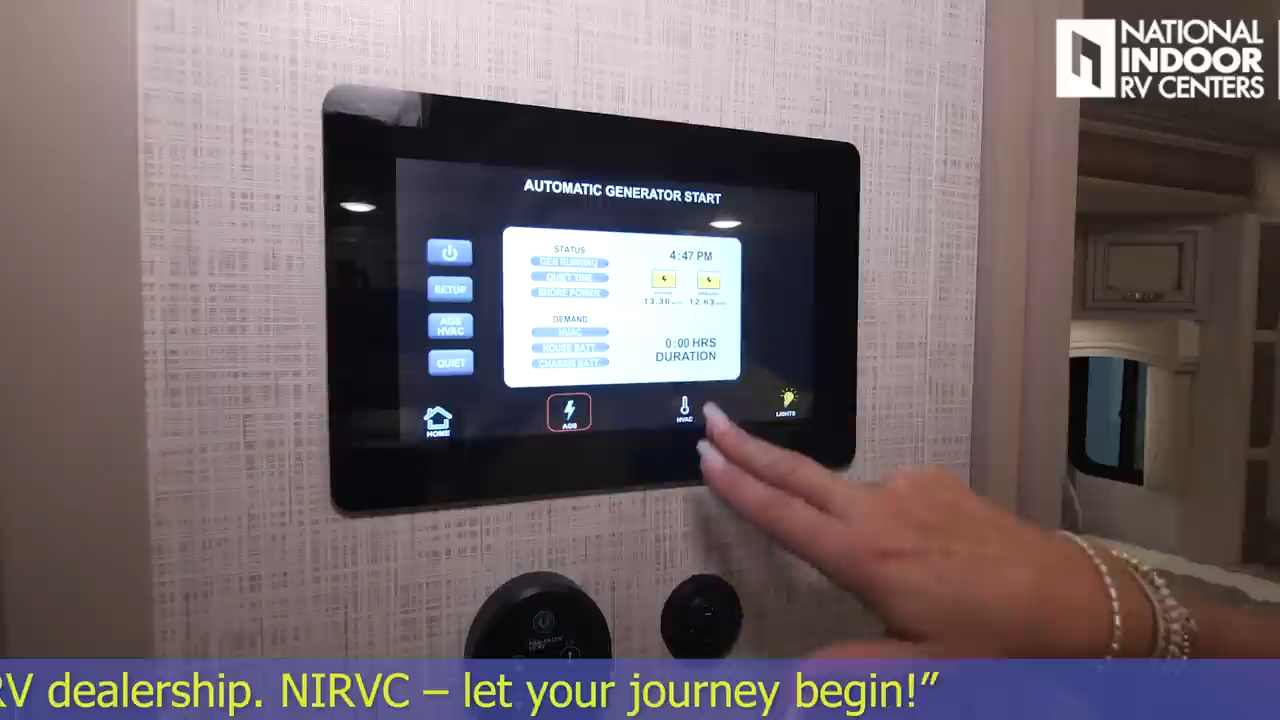 NATIONAL
INDOOR
RV CENTERS
AUTOMATIC GENERATOR START
STATUS
GEN RUNNING
QUIET TIME
SHORE POWER
DEMAND
HVAC
HOUSE BATT.
CHASSIS BATT.
4:47 PM
13.30
12.63
0:00 HRS
DURATION
SETUP
AGS
HVAC
QUIET
HOME
AGS
HVAC
LIGHTS
RV dealership. NIRVC – let your journey begin!”